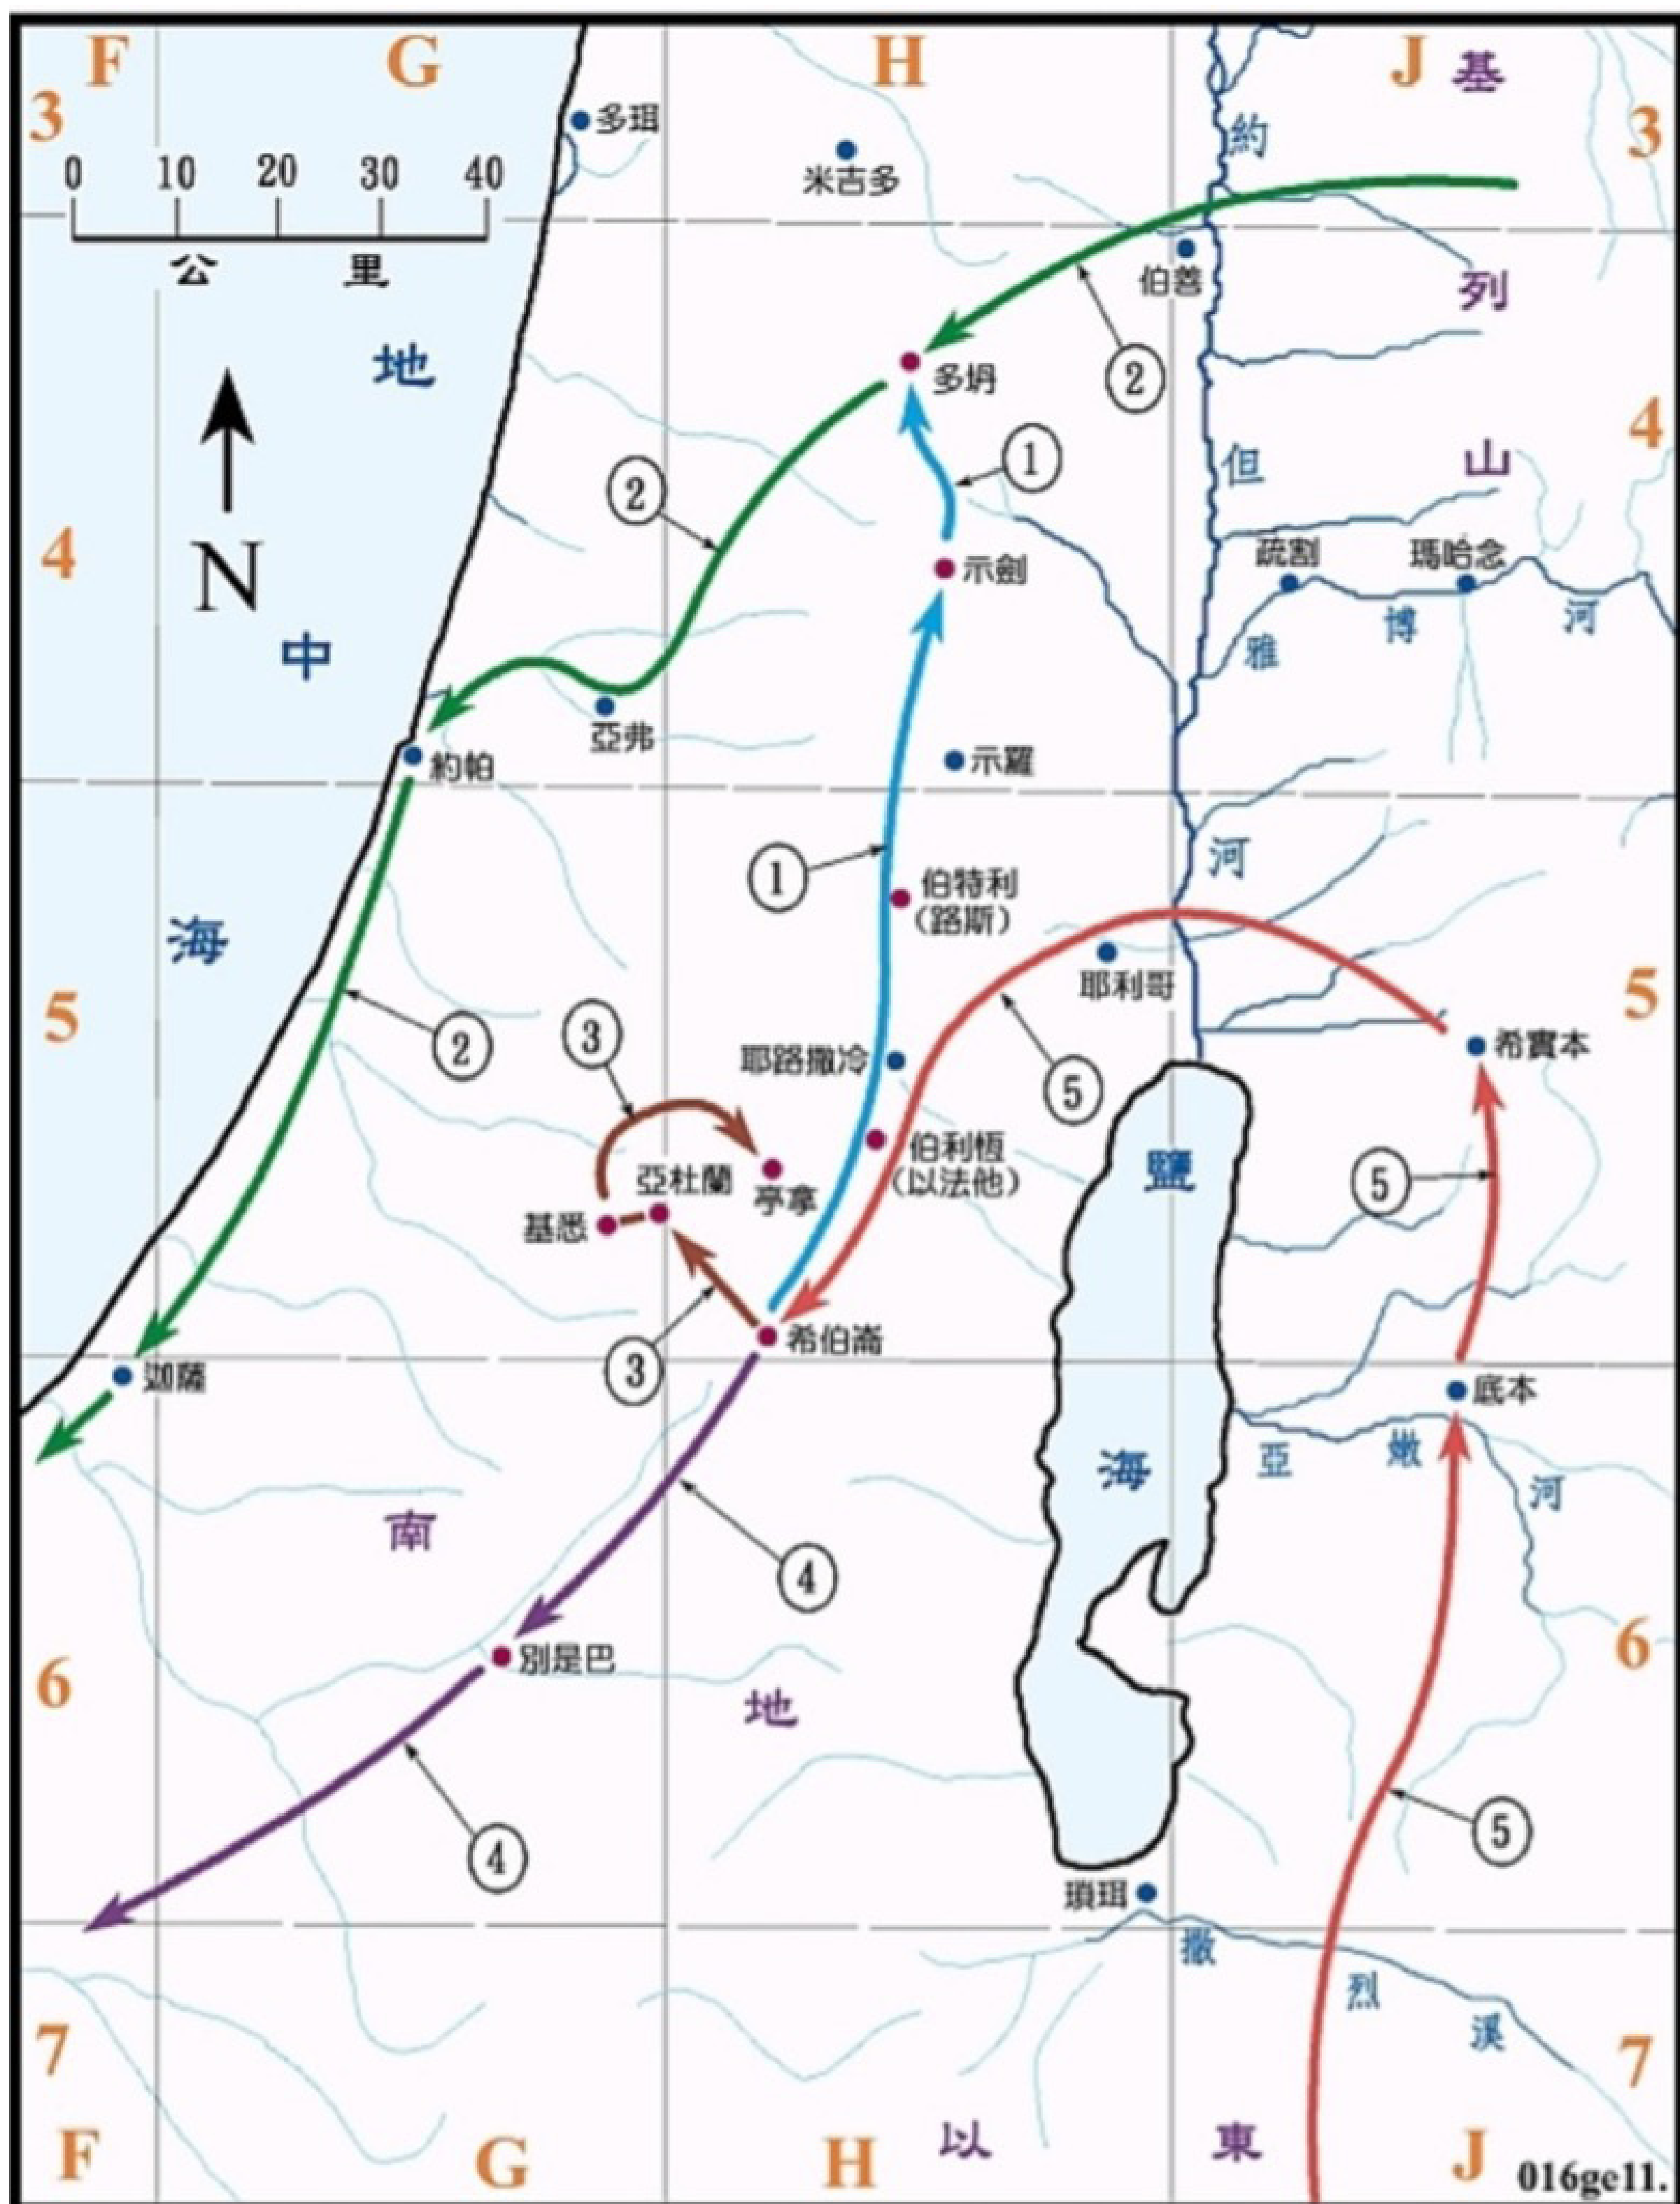 F G H J 基
3 多珥 約 3
米吉多
0 10 20 30 40
公 里
伯善
列
地
多坍
②
①
②
4
但 山
4
N
示劍
疏割 瑪哈念
雅 博 河
中
亞弗
約帕
示羅
①
河
伯特利
(路斯)
海
耶利哥
5
5
②
③
耶路撒冷
⑤
希實本
伯利恆
(以法他)
鹽
⑤
亞杜蘭
亭拿
基悉
希伯崙
③
迦薩
底本
海
亞 嫩 河
南
④
別是巴
6
6
地
④
⑤
瑣珥
撒 烈 溪
7
7
F G H 以 東 J
016ge11.